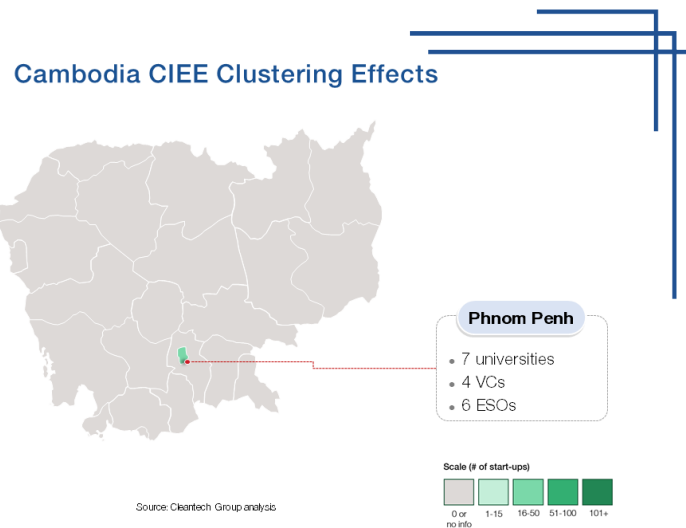 Cambodia CIEE Clustering Effects
Phnom Penh
• 7 universities
• 4 VCs
• 6 ESOs
Scale (# of start-ups)
0 or
no info
1-15
16-50
51-100
101+
Source: Cleantech Group analysis